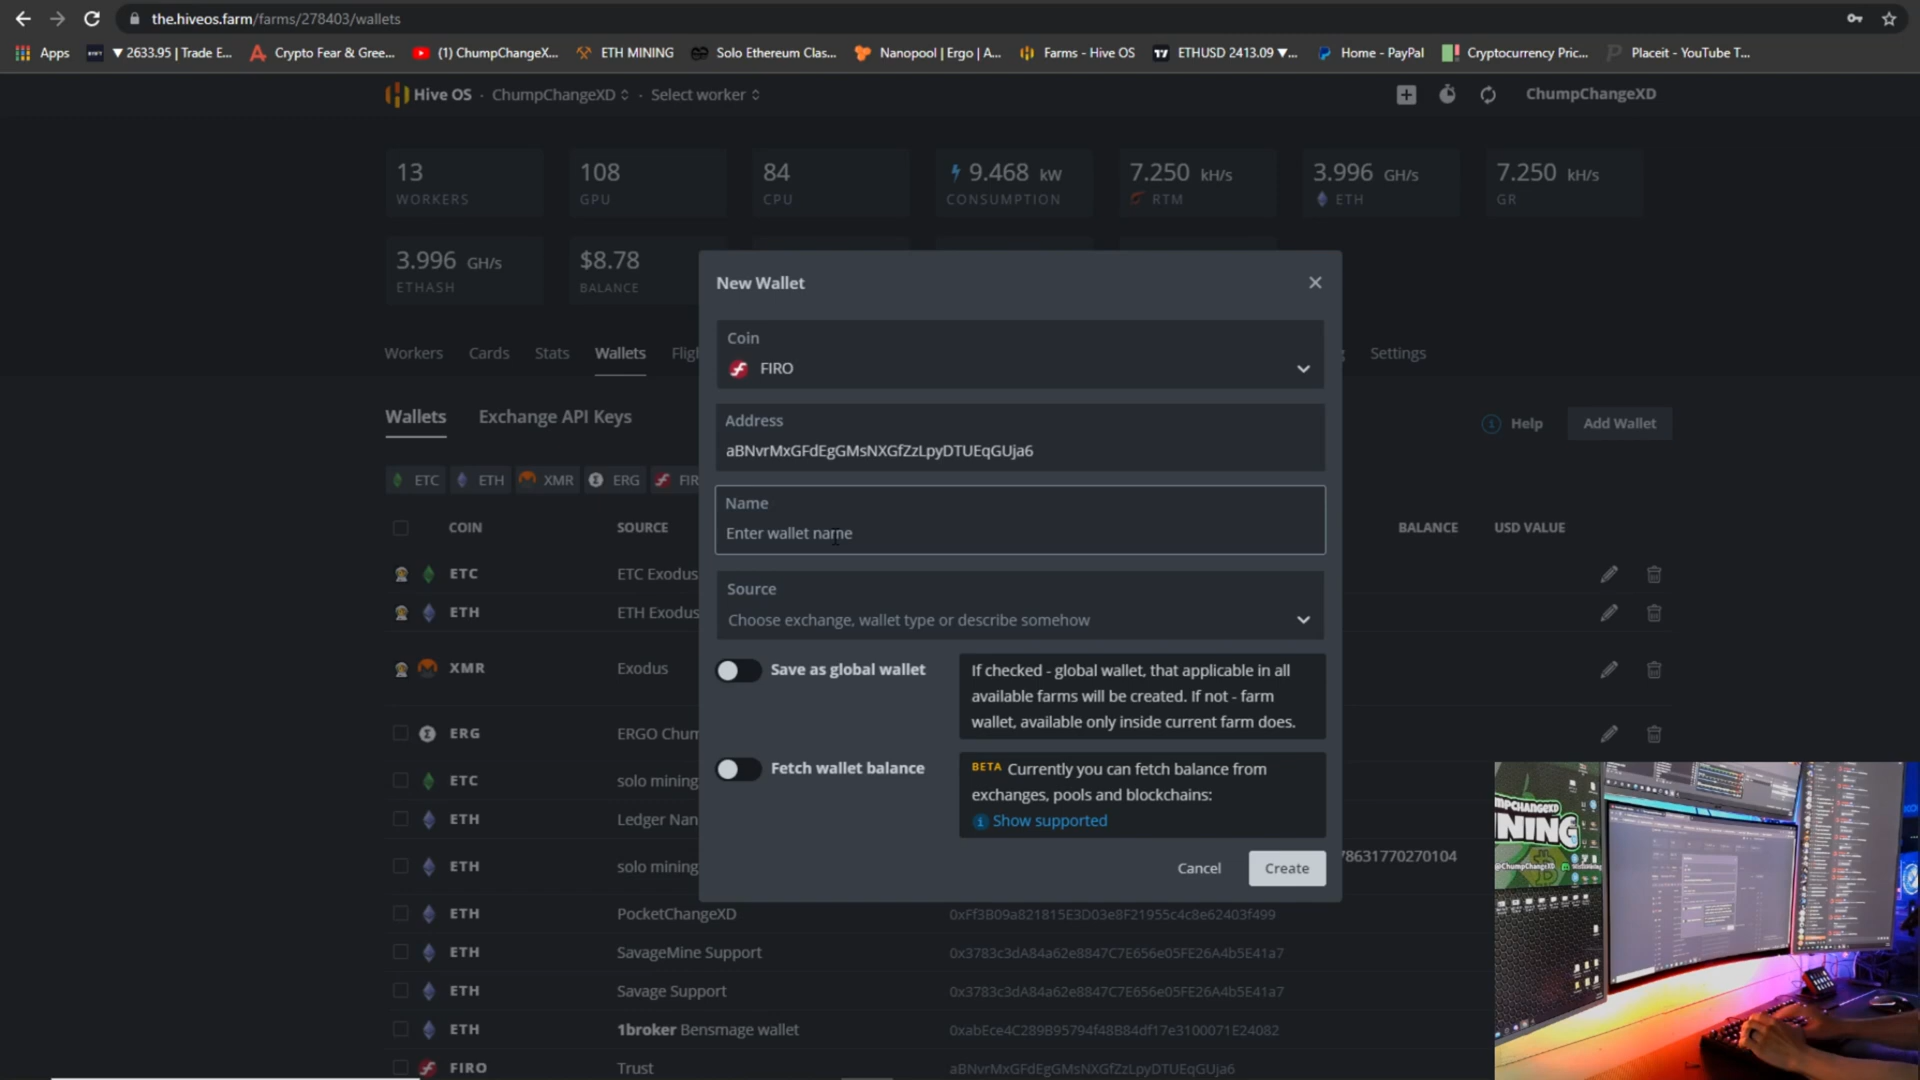 the.hiveos.farm/farms/278403/wallets
Apps
▼ 2633.95 | Trade E...
Crypto Fear & Gree...
(1) ChumpChangeX...
ETH MINING
Solo Ethereum Clas...
Nanopool | Ergo | A...
Farms - Hive OS
ETHUSD 2413.09 ▼...
Home - PayPal
Cryptocurrency Pric...
Placeit - YouTube T...
Hive OS · ChumpChangeXD · Select worker
ChumpChangeXD
13
WORKERS
108
GPU
84
CPU
9.468 kW
CONSUMPTION
7.250 kH/s
RTM
3.996 GH/s
ETH
7.250 kH/s
GR
3.996 GH/s
ETHASH
$8.78
BALANCE
Workers Cards Stats Wallets Fligh Settings
Wallets Exchange API Keys
Help Add Wallet
ETC ETH XMR ERG FIR
COIN SOURCE BALANCE USD VALUE
ETC ETC Exodus
ETH ETH Exodus
XMR Exodus
ERG ERGO Chum
ETC solo mining
ETH Ledger Nan
ETH solo mining 78631770270104
ETH PocketChangeXD 0xFf3B09a821815E3D03e8F21955c4c8e62403f499
ETH SavageMine Support 0x3783c3dA84a62e8847C7E656e05FE26A4b5E41a7
ETH Savage Support 0x3783c3dA84a62e8847C7E656e05FE26A4b5E41a7
ETH 1broker Bensmage wallet 0xabEce4C289B95794f48B84df17e3100071E24082
FIRO Trust aBNvrMxGFdEgGMsNXGfZzLpyDTUEqGUja6
New Wallet
Coin
FIRO
Address
aBNvrMxGFdEgGMsNXGfZzLpyDTUEqGUja6
Name
Enter wallet name
Source
Choose exchange, wallet type or describe somehow
Save as global wallet
If checked - global wallet, that applicable in all
available farms will be created. If not - farm
wallet, available only inside current farm does.
Fetch wallet balance
BETA Currently you can fetch balance from
exchanges, pools and blockchains:
Show supported
Cancel Create
MPCHANGEXD
NING
@ChumpChangeXD